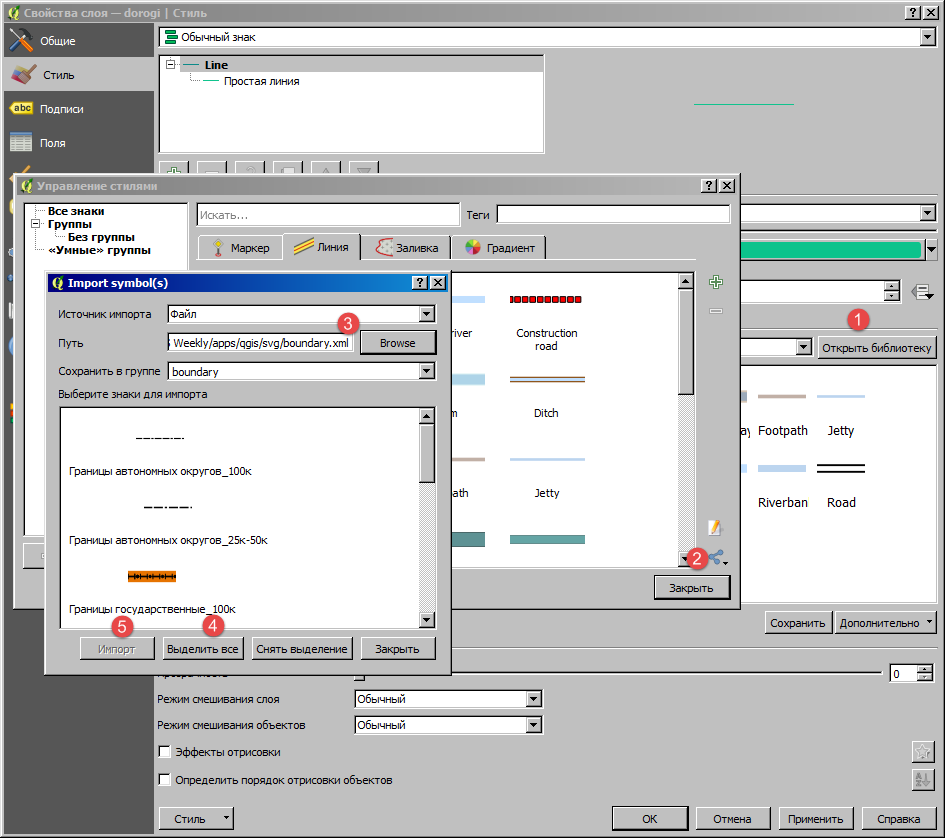 Свойства слоя — dorogi | Стиль
Общие
Стиль
abc Подписи
Поля
Обычный знак
Line
Простая линия
Управление стилями
Все знаки
Группы
Без группы
«Умные» группы
Искать...
Теги
Маркер
Линия
Заливка
Градиент
Construction
road
Ditch
Jetty
2
Закрыть
Import symbol(s)
Источник импорта
Файл
3
Путь
Weekly/apps/qgis/svg/boundary.xml
Browse
Сохранить в группе
boundary
Выберите знаки для импорта
Границы автономных округов_100к
Границы автономных округов_25к-50к
Границы государственные_100к
5
4
Импорт
Выделить все
Снять выделение
Закрыть
1
Открыть библиотеку
Footpath
Jetty
Riverban
Road
Сохранить
Дополнительно
0
Режим смешивания слоя
Обычный
Режим смешивания объектов
Обычный
Эффекты отрисовки
Определить порядок отрисовки объектов
Стиль
OK
Отмена
Применить
Справка